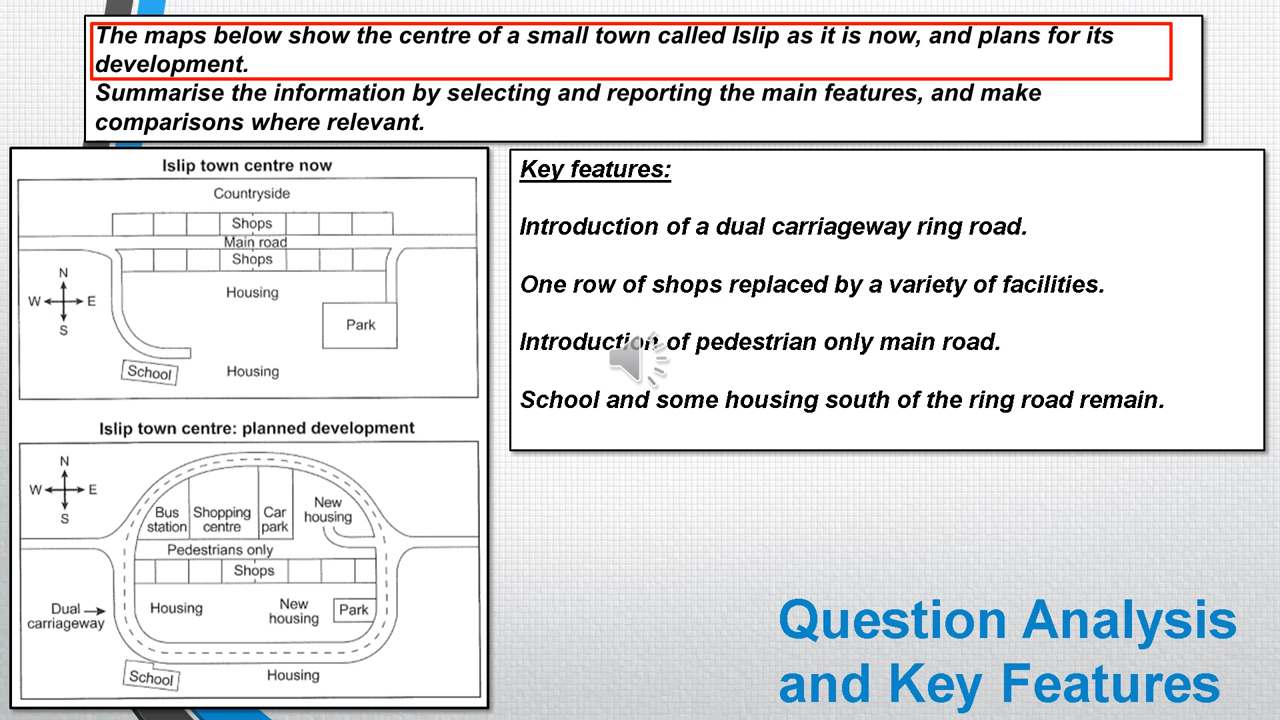 The maps below show the centre of a small town called Islip as it is now, and plans for its
development.
Summarise the information by selecting and reporting the main features, and make
comparisons where relevant.
Islip town centre now
Countryside
Shops
Main road
Shops
N
W E
S
Housing
Park
School
Housing
Islip town centre: planned development
N
W E
S
Bus
station
Shopping
centre
Car
park
New
housing
Pedestrians only
Shops
Dual
carriageway
Housing
New
housing
Park
School
Housing
Key features:
Introduction of a dual carriageway ring road.
One row of shops replaced by a variety of facilities.
Introduction of pedestrian only main road.
School and some housing south of the ring road remain.
Question Analysis
and Key Features